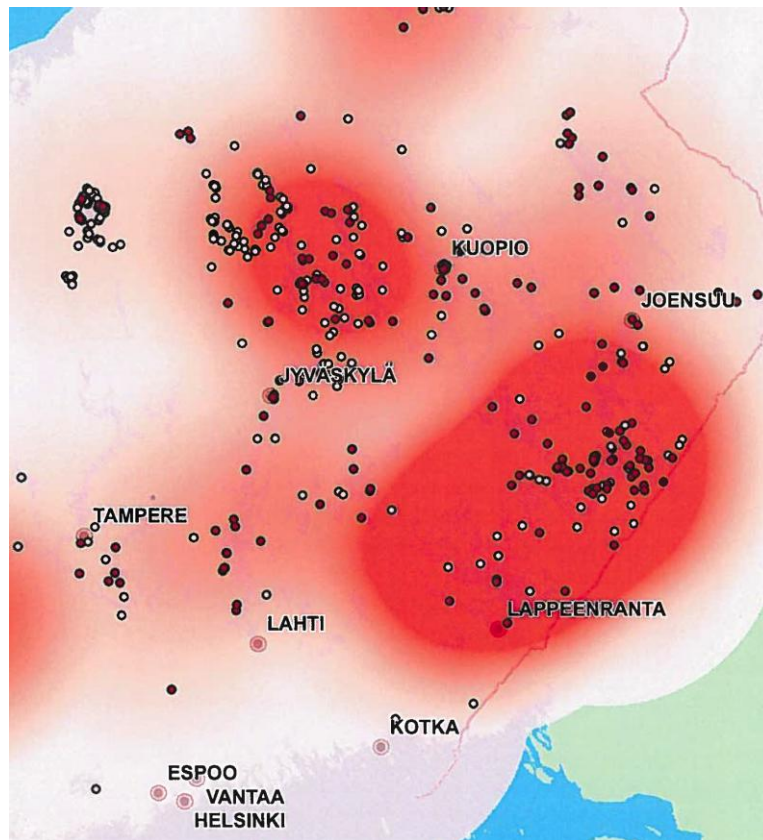 KUOPIO
JOENSUU
JYVÄSKYLÄ
TAMPERE
LAPPEENRANTA
LAHTI
KOTKA
ESPOO
VANTAA
HELSINKI